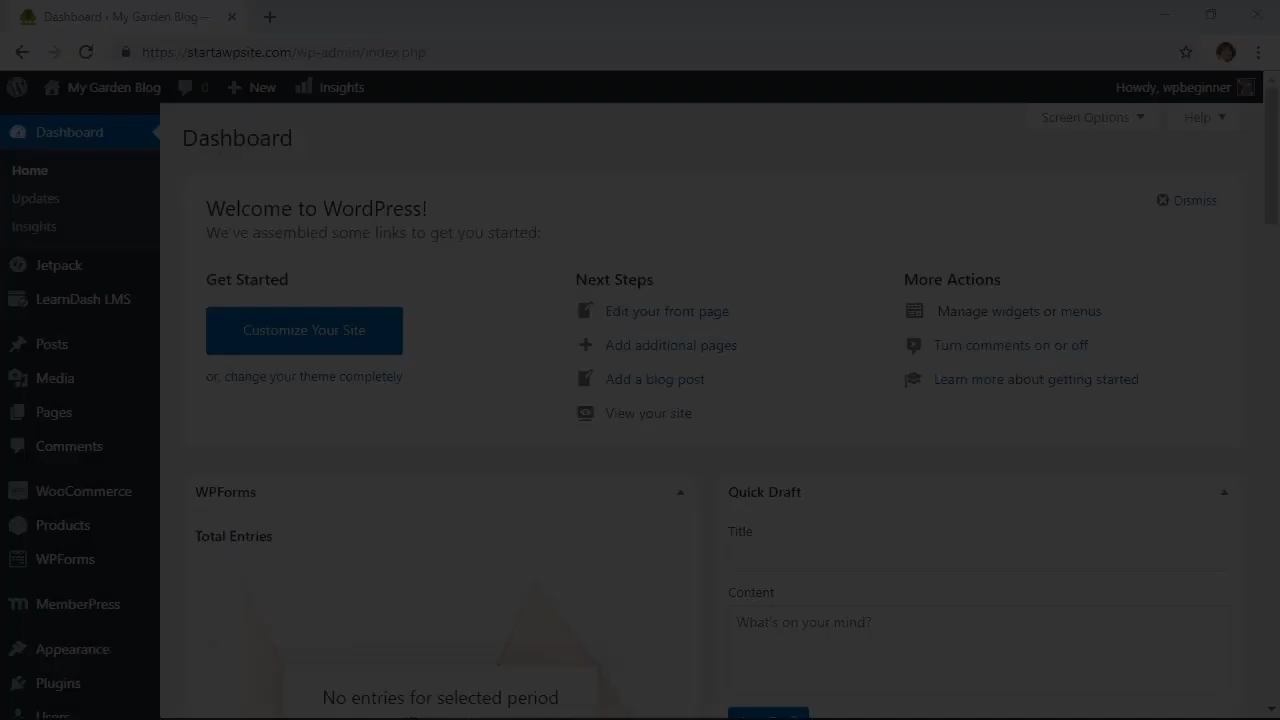 Dashboard ‹ My Garden Blog —
https://startawpsite.com/wp-admin/index.php
My Garden Blog
0
New
Insights
Howdy, wpbeginner
Dashboard
Home
Updates
Insights
Jetpack
LearnDash LMS
Posts
Media
Pages
Comments
WooCommerce
Products
WPForms
MemberPress
Appearance
Plugins
Users
Dashboard
Screen Options
Help
Welcome to WordPress!
We've assembled some links to get you started:
Dismiss
Get Started
Customize Your Site
or, change your theme completely
Next Steps
Edit your front page
Add additional pages
Add a blog post
View your site
More Actions
Manage widgets or menus
Turn comments on or off
Learn more about getting started
WPForms
Total Entries
No entries for selected period
Quick Draft
Title
Content
What's on your mind?